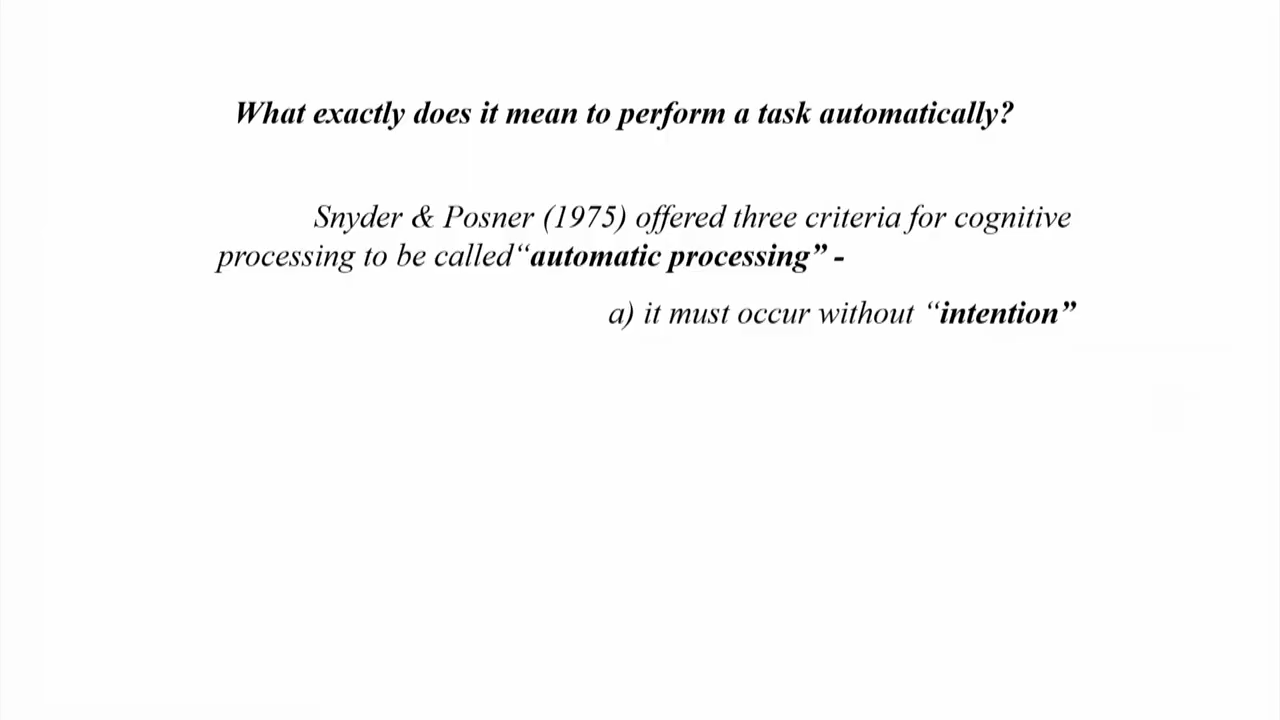 What exactly does it mean to perform a task automatically?
Snyder & Posner (1975) offered three criteria for cognitive
processing to be called “automatic processing” -
a) it must occur without “intention”